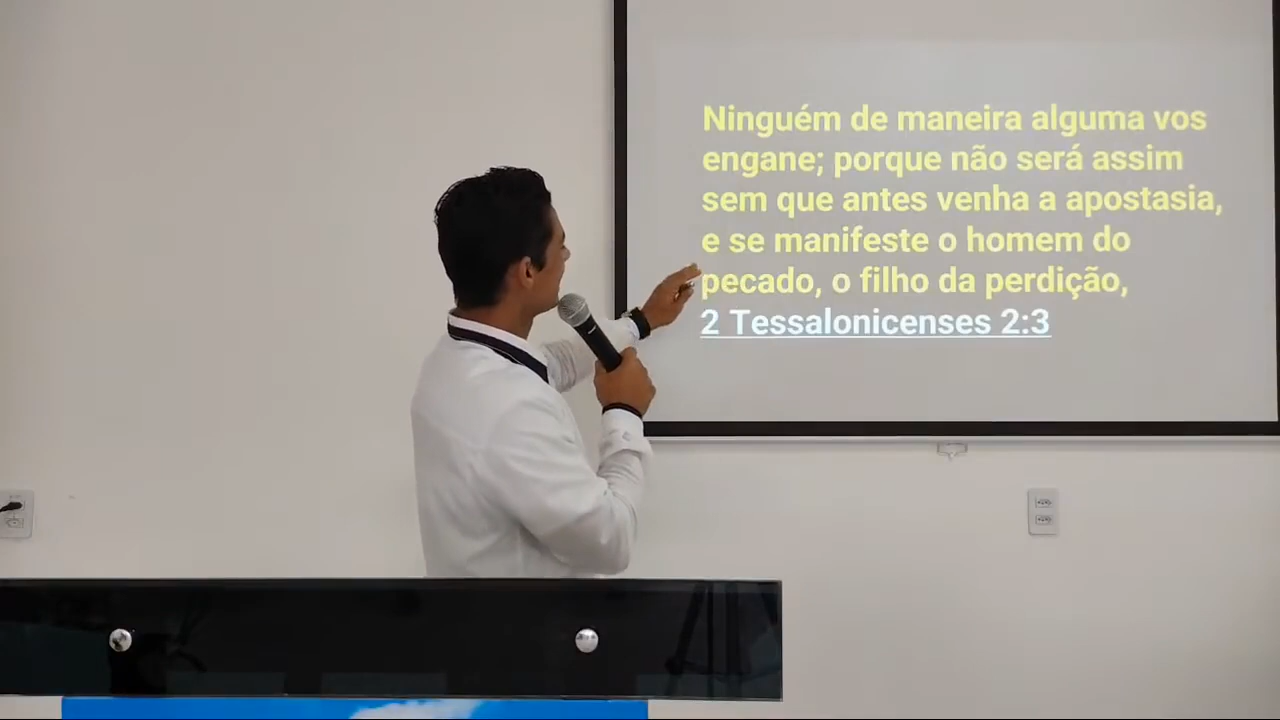 Ninguém de maneira alguma vos
engane; porque não será assim
sem que antes venha a apostasia,
e se manifeste o homem do
pecado, o filho da perdição,
2 Tessalonicenses 2:3